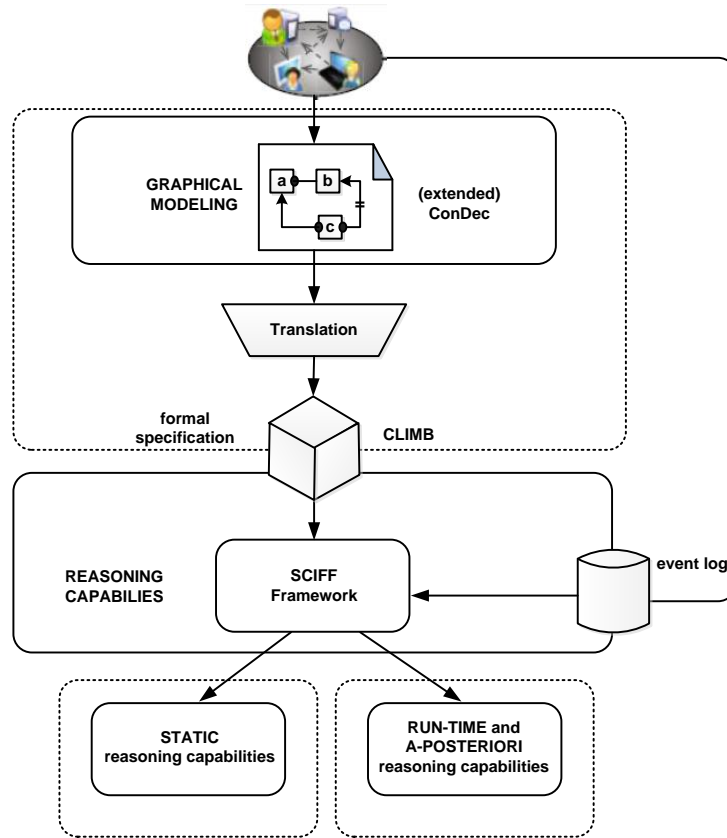 GRAPHICAL
MODELING
a
b
c
(extended)
ConDec
Translation
formal
specification
CLIMB
REASONING
CAPABILIES
SCIFF
Framework
event log
STATIC
reasoning capabilities
RUN-TIME and
A-POSTERIORI
reasoning capabilities